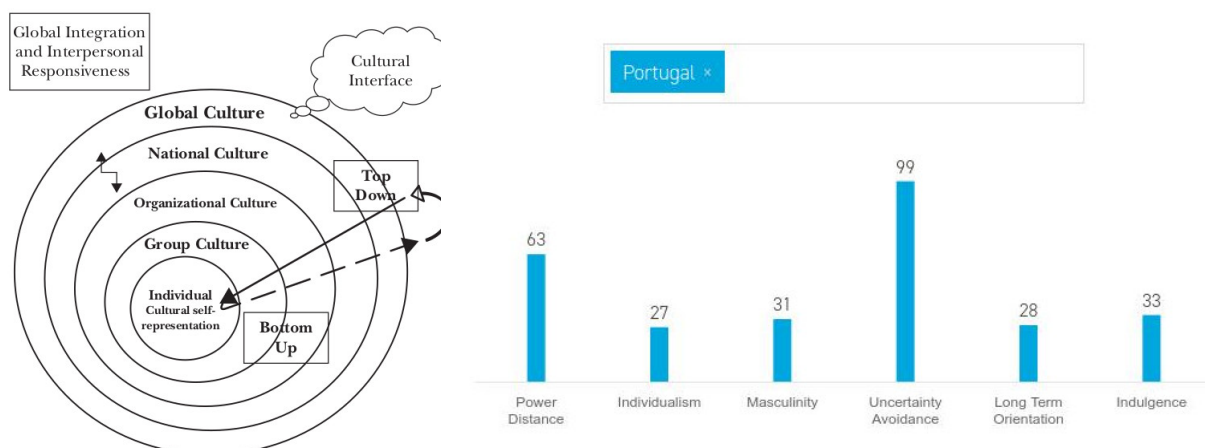 Global Integration
and Interpersonal
Responsiveness
Cultural
Interface
Global Culture
National Culture
Top
Down
Organizational Culture
Group Culture
Individual
Cultural self-
representation
Bottom
Up
Portugal ×
63
27
31
99
28
33
Power
Distance
Individualism
Masculinity
Uncertainty
Avoidance
Long Term
Orientation
Indulgence